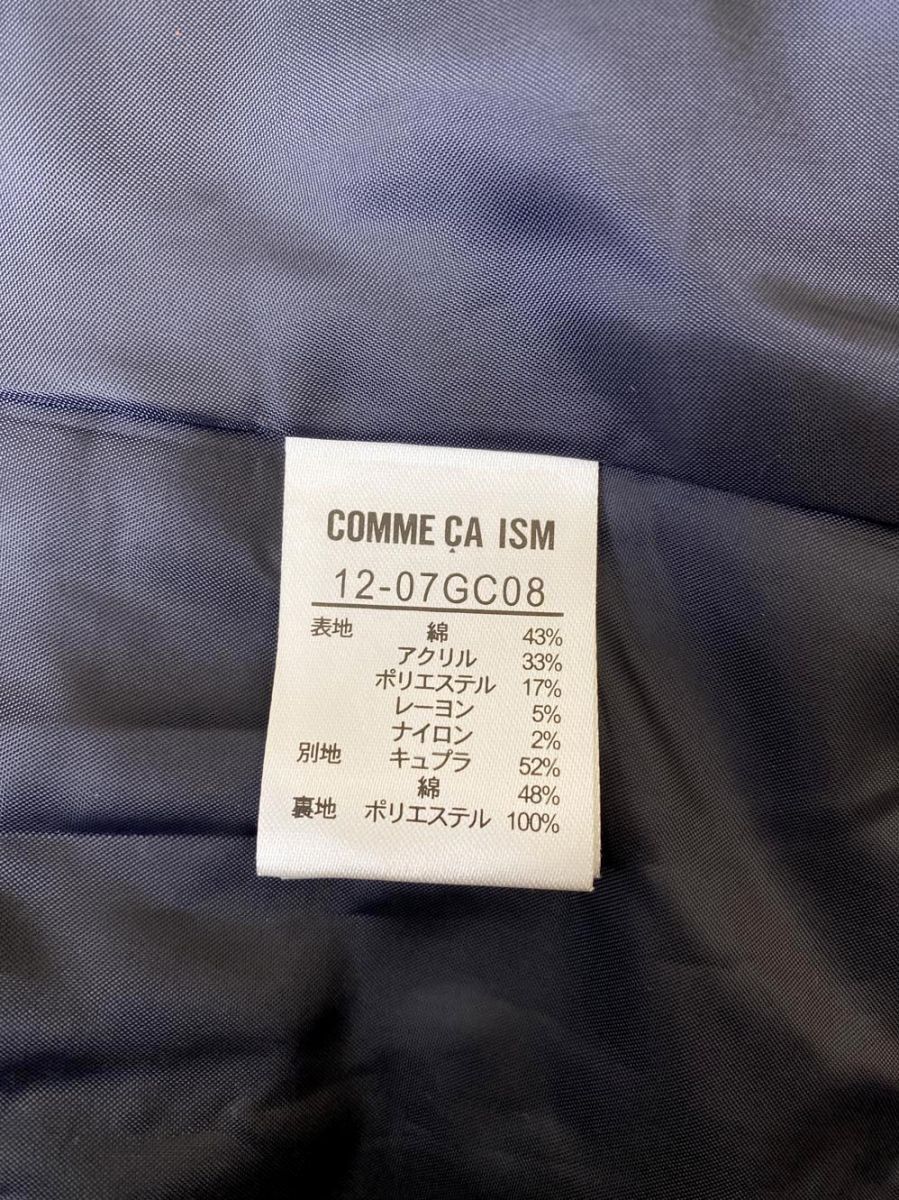 COMME ÇA ISM
12-07GC08
表地 綿 43%
アクリル 33%
ポリエステル 17%
レーヨン 5%
ナイロン 2%
別地 キュプラ 52%
綿 48%
裏地 ポリエステル 100%